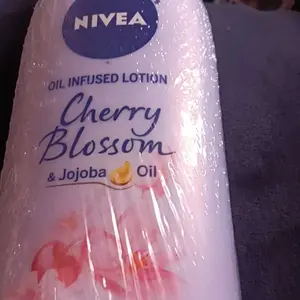 NIVEA
OIL INFUSED LOTION
Cherry
Blossom
& Jojoba Oil